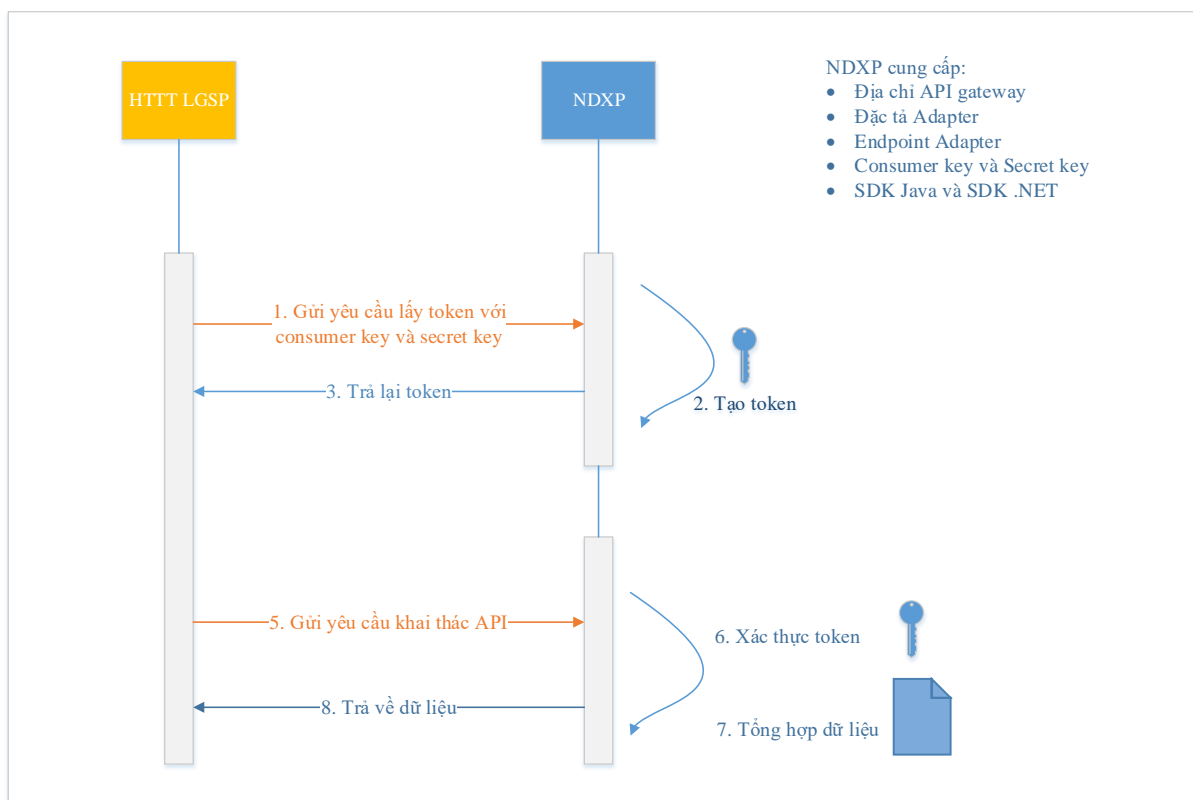 HTTT LGSP
NDXP
NDXP cung cấp:
• Địa chỉ API gateway
• Đặc tả Adapter
• Endpoint Adapter
• Consumer key và Secret key
• SDK Java và SDK .NET
1. Gửi yêu cầu lấy token với
consumer key và secret key
3. Trả lại token
2. Tạo token
5. Gửi yêu cầu khai thác API
6. Xác thực token
8. Trả về dữ liệu
7. Tổng hợp dữ liệu